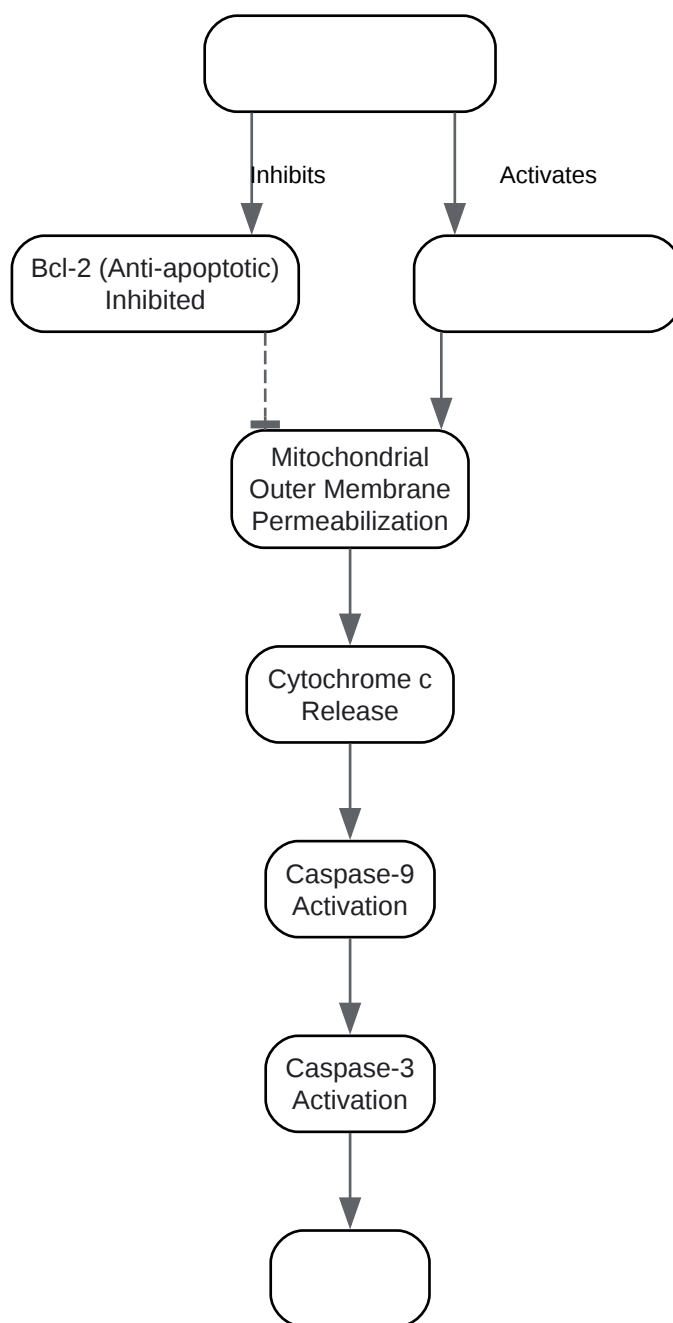 Inhibits
Activates
Bcl-2 (Anti-apoptotic)
Inhibited
Mitochondrial
Outer Membrane
Permeabilization
Cytochrome c
Release
Caspase-9
Activation
Caspase-3
Activation